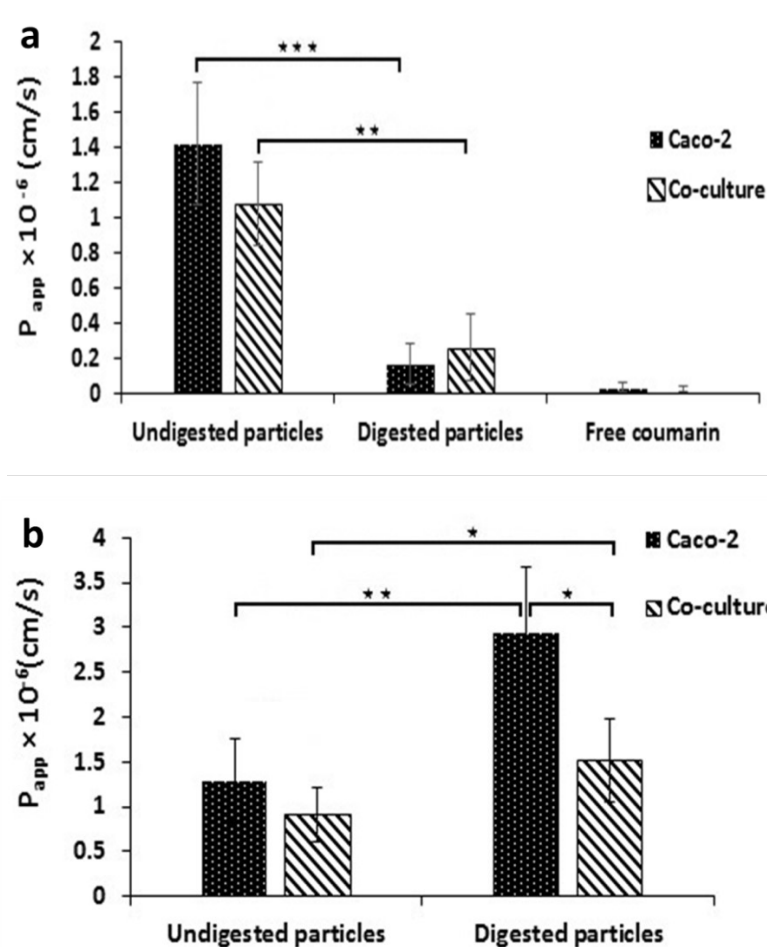 a
P app × 10 -6 (cm/s)
2
1.8
1.6
1.4
1.2
1
0.8
0.6
0.4
0.2
0
***
**
Caco-2
Co-culture
Undigested particles
Digested particles
Free coumarin
b
P app × 10 -6 (cm/s)
4
3.5
3
2.5
2
1.5
1
0.5
0
*
**
*
Caco-2
Co-culture
Undigested particles
Digested particles